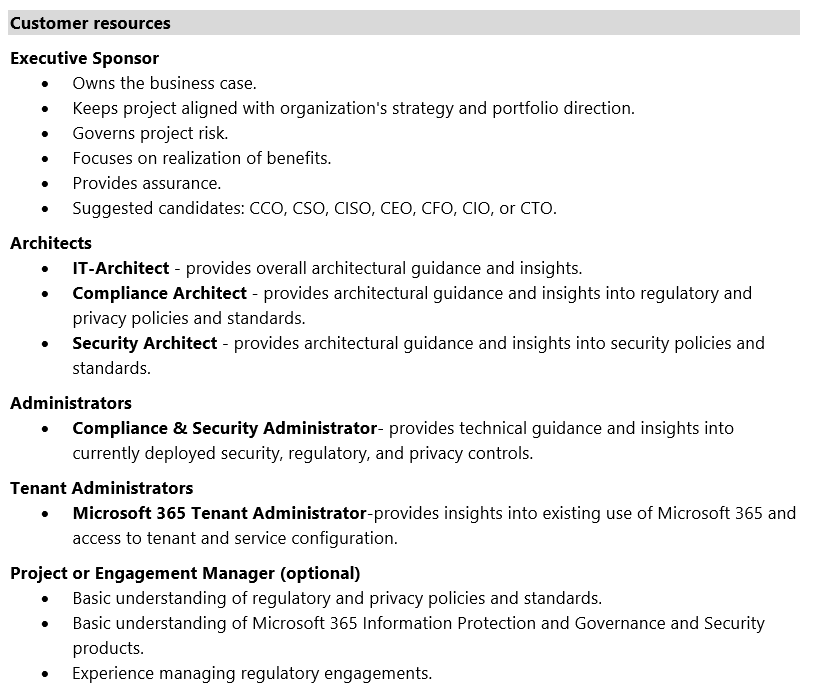 Customer resources
Executive Sponsor
• Owns the business case.
• Keeps project aligned with organization's strategy and portfolio direction.
• Governs project risk.
• Focuses on realization of benefits.
• Provides assurance.
• Suggested candidates: CCO, CSO, CISO, CEO, CFO, CIO, or CTO.
Architects
• IT-Architect - provides overall architectural guidance and insights.
• Compliance Architect - provides architectural guidance and insights into regulatory and
privacy policies and standards.
• Security Architect - provides architectural guidance and insights into security policies and
standards.
Administrators
• Compliance & Security Administrator- provides technical guidance and insights into
currently deployed security, regulatory, and privacy controls.
Tenant Administrators
• Microsoft 365 Tenant Administrator-provides insights into existing use of Microsoft 365 and
access to tenant and service configuration.
Project or Engagement Manager (optional)
• Basic understanding of regulatory and privacy policies and standards.
• Basic understanding of Microsoft 365 Information Protection and Governance and Security
products.
• Experience managing regulatory engagements.